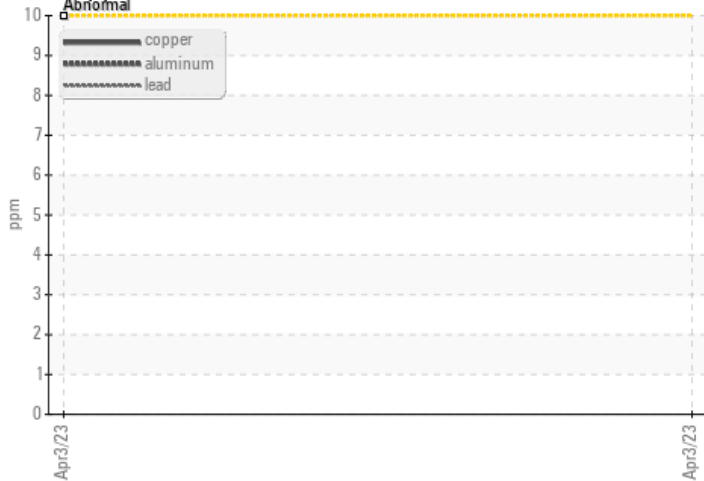 Abnormal
10
copper
9
aluminum
lead
8
7
6
ppm
5
4
3
2
1
0
Apr3/23
Apr3/23